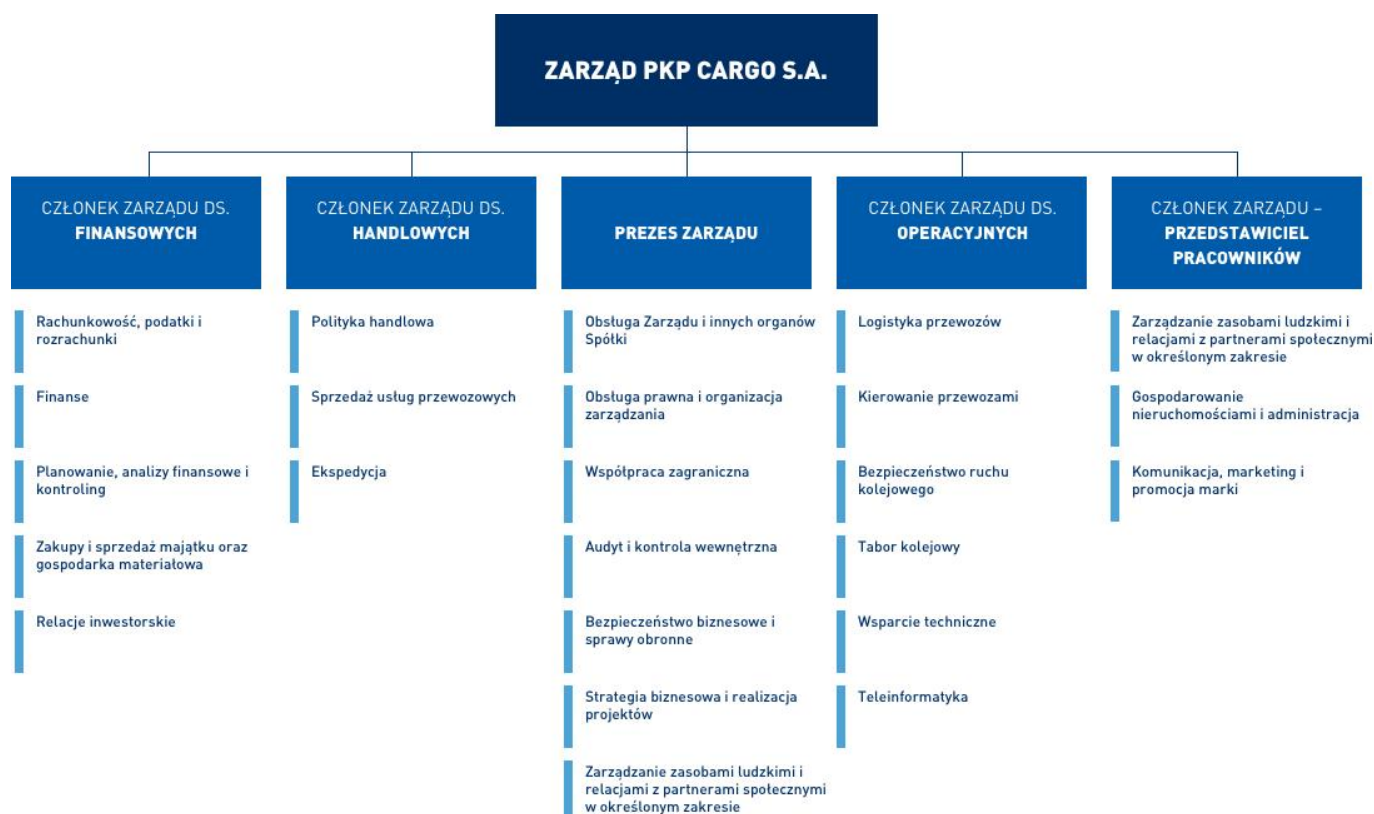 ZARZĄD PKP CARGO S.A.
CZŁONEK ZARZĄDU DS.
FINANSOWYCH
Rachunkowość, podatki i
rozrachunki
Finanse
Planowanie, analizy finansowe i
kontroling
Zakupy i sprzedaż majątku oraz
gospodarka materiałowa
Relacje inwestorskie
CZŁONEK ZARZĄDU DS.
HANDLOWYCH
Polityka handlowa
Sprzedaż usług przewozowych
Ekspedycja
PREZES ZARZĄDU
Obsługa Zarządu i innych organów
Spółki
Obsługa prawna i organizacja
zarządzania
Współpraca zagraniczna
Audyt i kontrola wewnętrzna
Bezpieczeństwo biznesowe i
sprawy obronne
Strategia biznesowa i realizacja
projektów
Zarządzanie zasobami ludzkimi i
relacjami z partnerami społecznymi
w określonym zakresie
CZŁONEK ZARZĄDU DS.
OPERACYJNYCH
Logistyka przewozów
Kierowanie przewozami
Bezpieczeństwo ruchu
kolejowego
Tabor kolejowy
Wsparcie techniczne
Teleinformatyka
CZŁONEK ZARZĄDU –
PRZEDSTAWICIEL
PRACOWNIKÓW
Zarządzanie zasobami ludzkimi i
relacjami z partnerami społecznymi
w określonym zakresie
Gospodarowanie
nieruchomościami i administracja
Komunikacja, marketing i
promocja marki